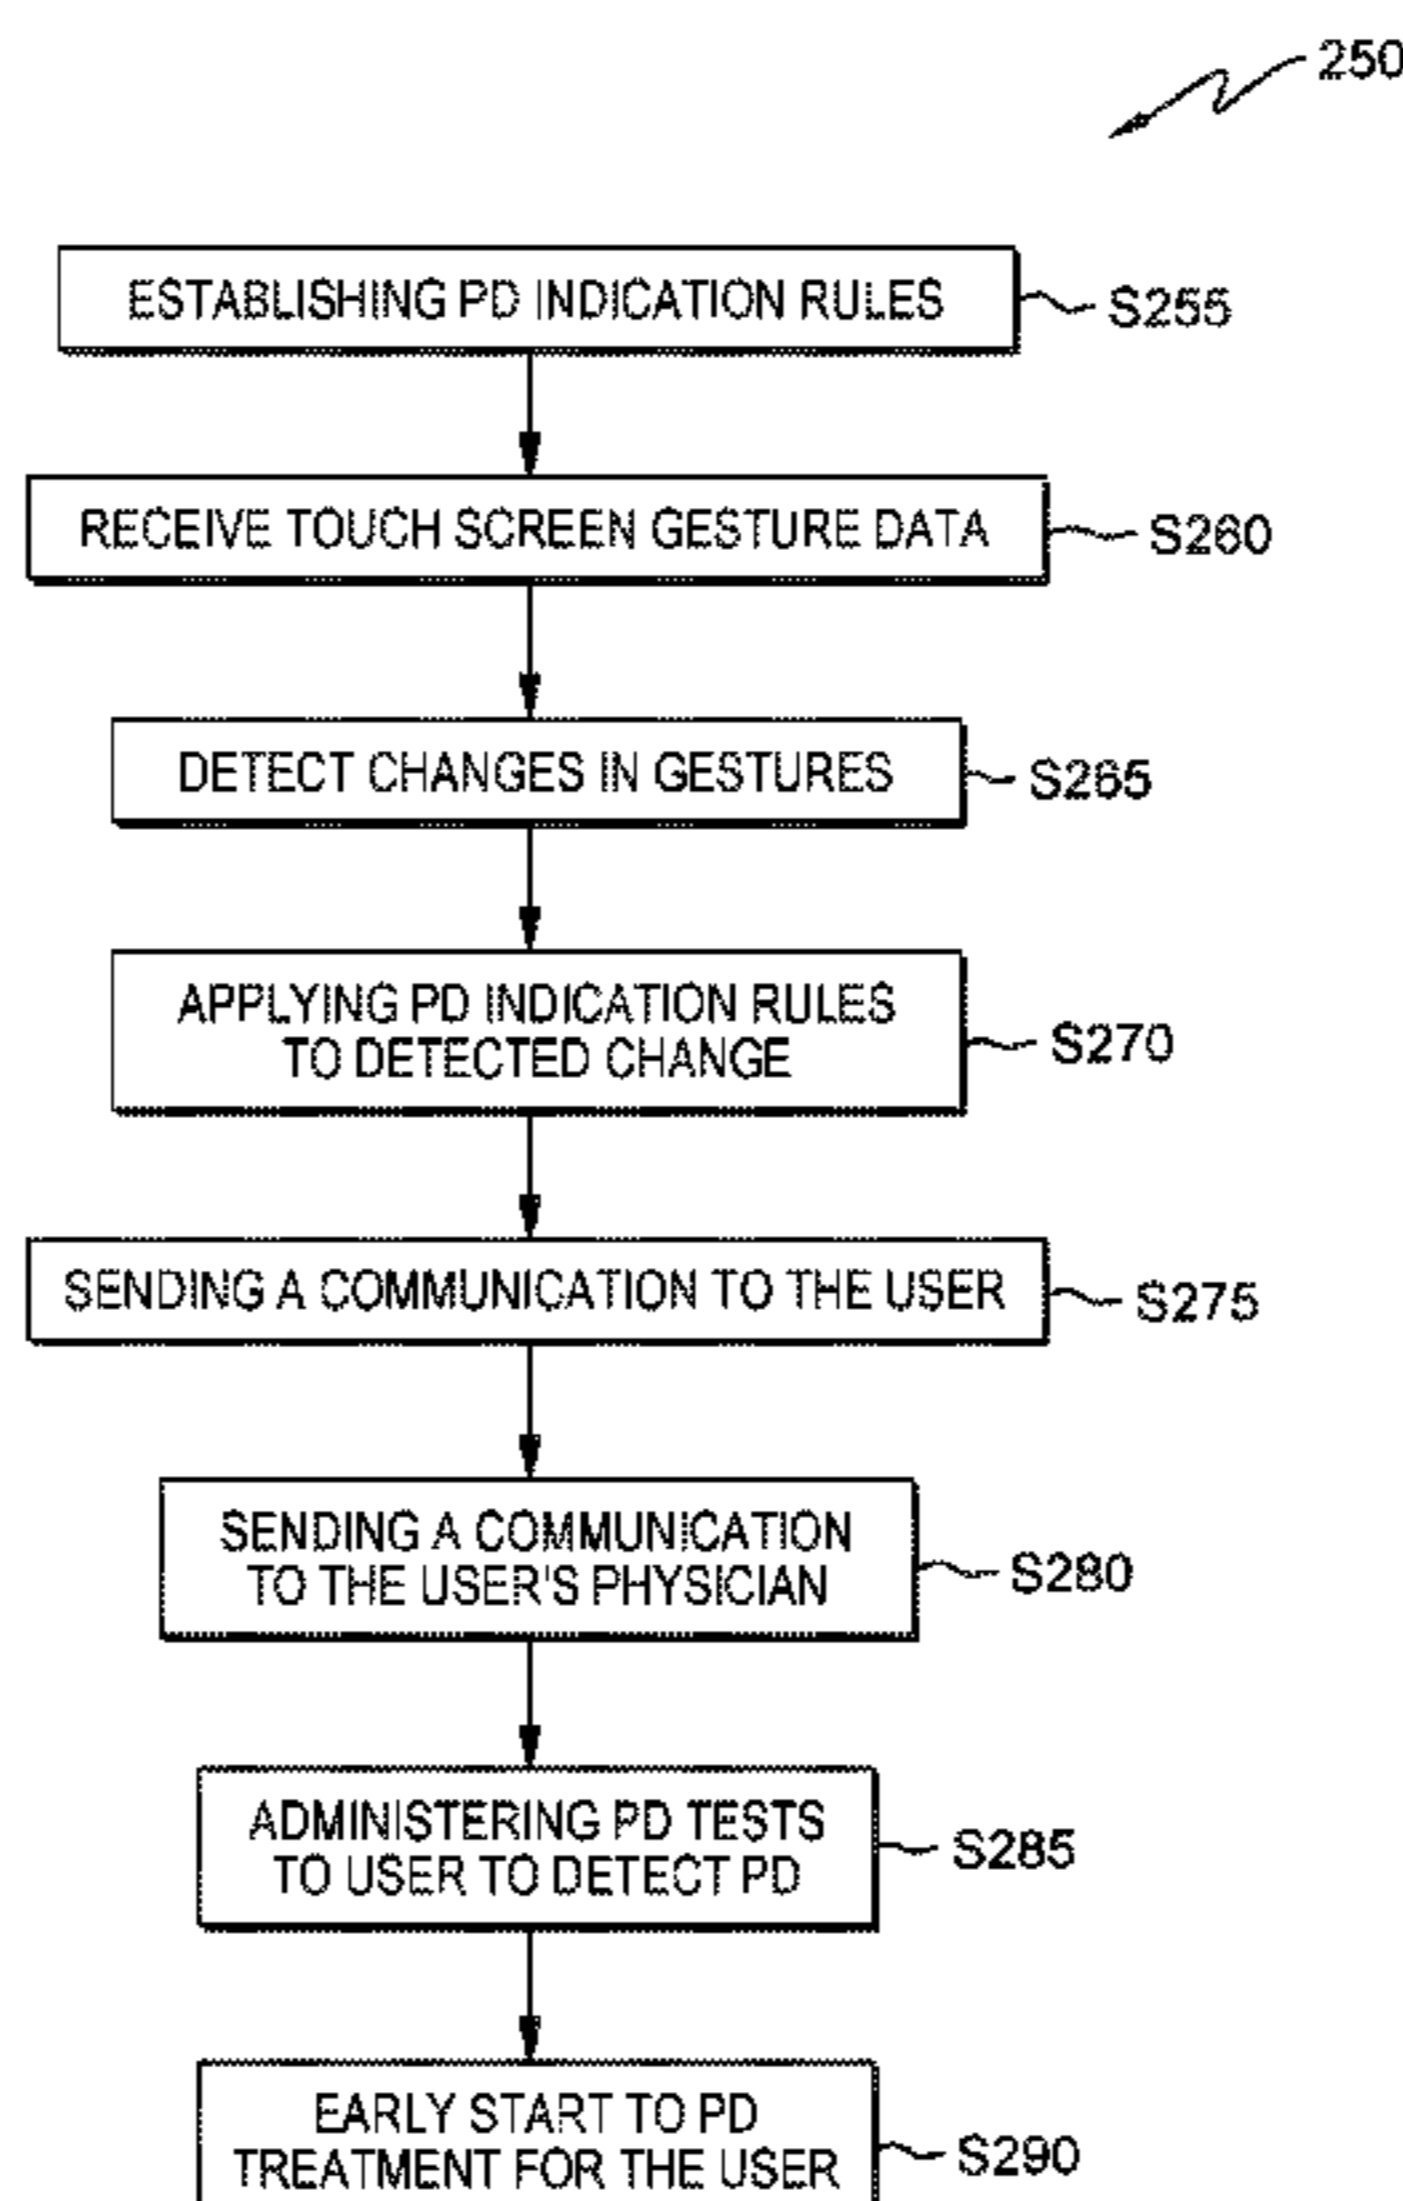 250
ESTABLISHING PD INDICATION RULES
S255
RECEIVE TOUCH SCREEN GESTURE DATA
S260
DETECT CHANGES IN GESTURES
S265
APPLYING PD INDICATION RULES
TO DETECTED CHANGE
S270
SENDING A COMMUNICATION TO THE USER
S275
SENDING A COMMUNICATION
TO THE USER'S PHYSICIAN
S280
ADMINISTERING PD TESTS
TO USER TO DETECT PD
S285
EARLY START TO PD
TREATMENT FOR THE USER
S290